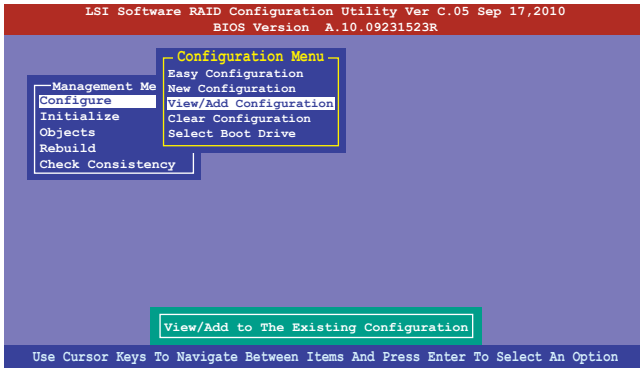 LSI Software RAID Configuration Utility Ver C.05 Sep 17,2010
BIOS Version A.10.09231523R
Configuration Menu
Easy Configuration
New Configuration
View/Add Configuration
Clear Configuration
Select Boot Drive
Management Me
Configure
Initialize
Objects
Rebuild
Check Consistency
View/Add to The Existing Configuration
Use Cursor Keys To Navigate Between Items And Press Enter To Select An Option